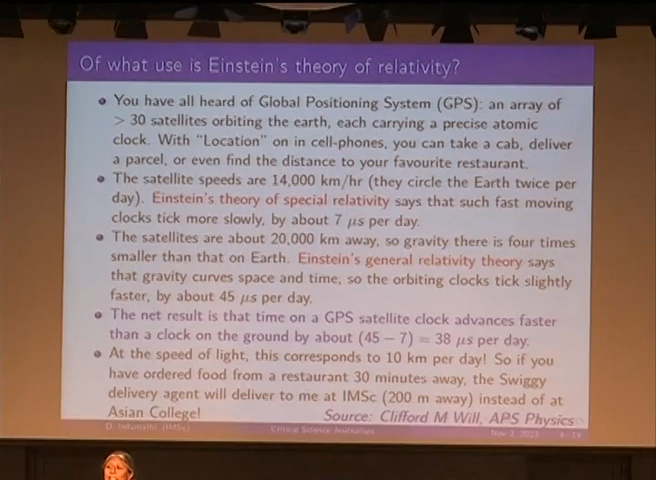 Of what use is Einstein's theory of relativity?
• You have all heard of Global Positioning System (GPS): an array of
> 30 satellites orbiting the earth, each carrying a precise atomic
clock. With "Location" on in cell-phones, you can take a cab, deliver
a parcel, or even find the distance to your favourite restaurant.
• The satellite speeds are 14,000 km/hr (they circle the Earth twice per
day). Einstein's theory of special relativity says that such fast moving
clocks tick more slowly, by about 7 μs per day.
• The satellites are about 20,000 km away, so gravity there is four times
smaller than that on Earth. Einstein's general relativity theory says
that gravity curves space and time, so the orbiting clocks tick slightly
faster, by about 45 μs per day.
• The net result is that time on a GPS satellite clock advances faster
than a clock on the ground by about (45 − 7) = 38 μs per day.
• At the speed of light, this corresponds to 10 km per day! So if you
have ordered food from a restaurant 30 minutes away, the Swiggy
delivery agent will deliver to me at IMSc (200 m away) instead of at
Asian College!
Source: Clifford M Will, APS Physics
D. Indumathi (IMSc)
Critical Science Journalism
Nov 2, 2023